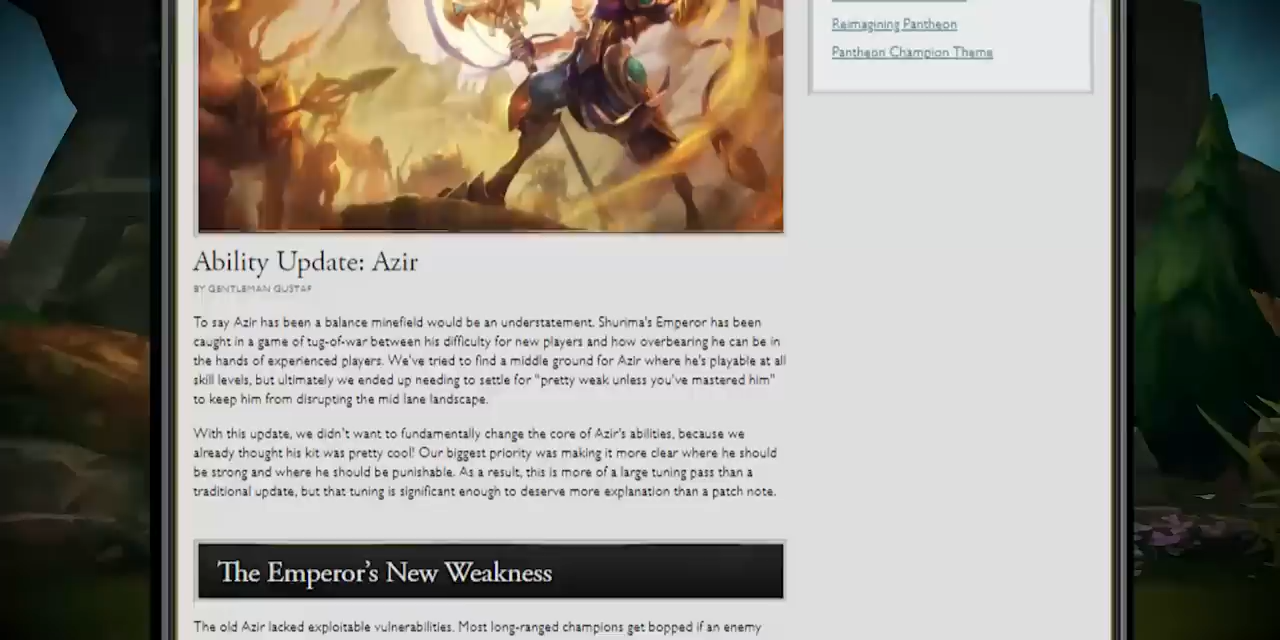 Reimagining Pantheon
Pantheon Champion Theme
Ability Update: Azir
BY GENTLEMAN GUSTAF
To say Azir has been a balance minefield would be an understatement. Shurima's Emperor has been
caught in a game of tug-of-war between his difficulty for new players and how overbearing he can be in
the hands of experienced players. We've tried to find a middle ground for Azir where he's playable at all
skill levels, but ultimately we ended up needing to settle for "pretty weak unless you've mastered him"
to keep him from disrupting the mid lane landscape.
With this update, we didn't want to fundamentally change the core of Azir's abilities, because we
already thought his kit was pretty cool! Our biggest priority was making it more clear where he should
be strong and where he should be punishable. As a result, this is more of a large tuning pass than a
traditional update, but that tuning is significant enough to deserve more explanation than a patch note.
The Emperor's New Weakness
The old Azir lacked exploitable vulnerabilities. Most long-ranged champions get bopped if an enemy